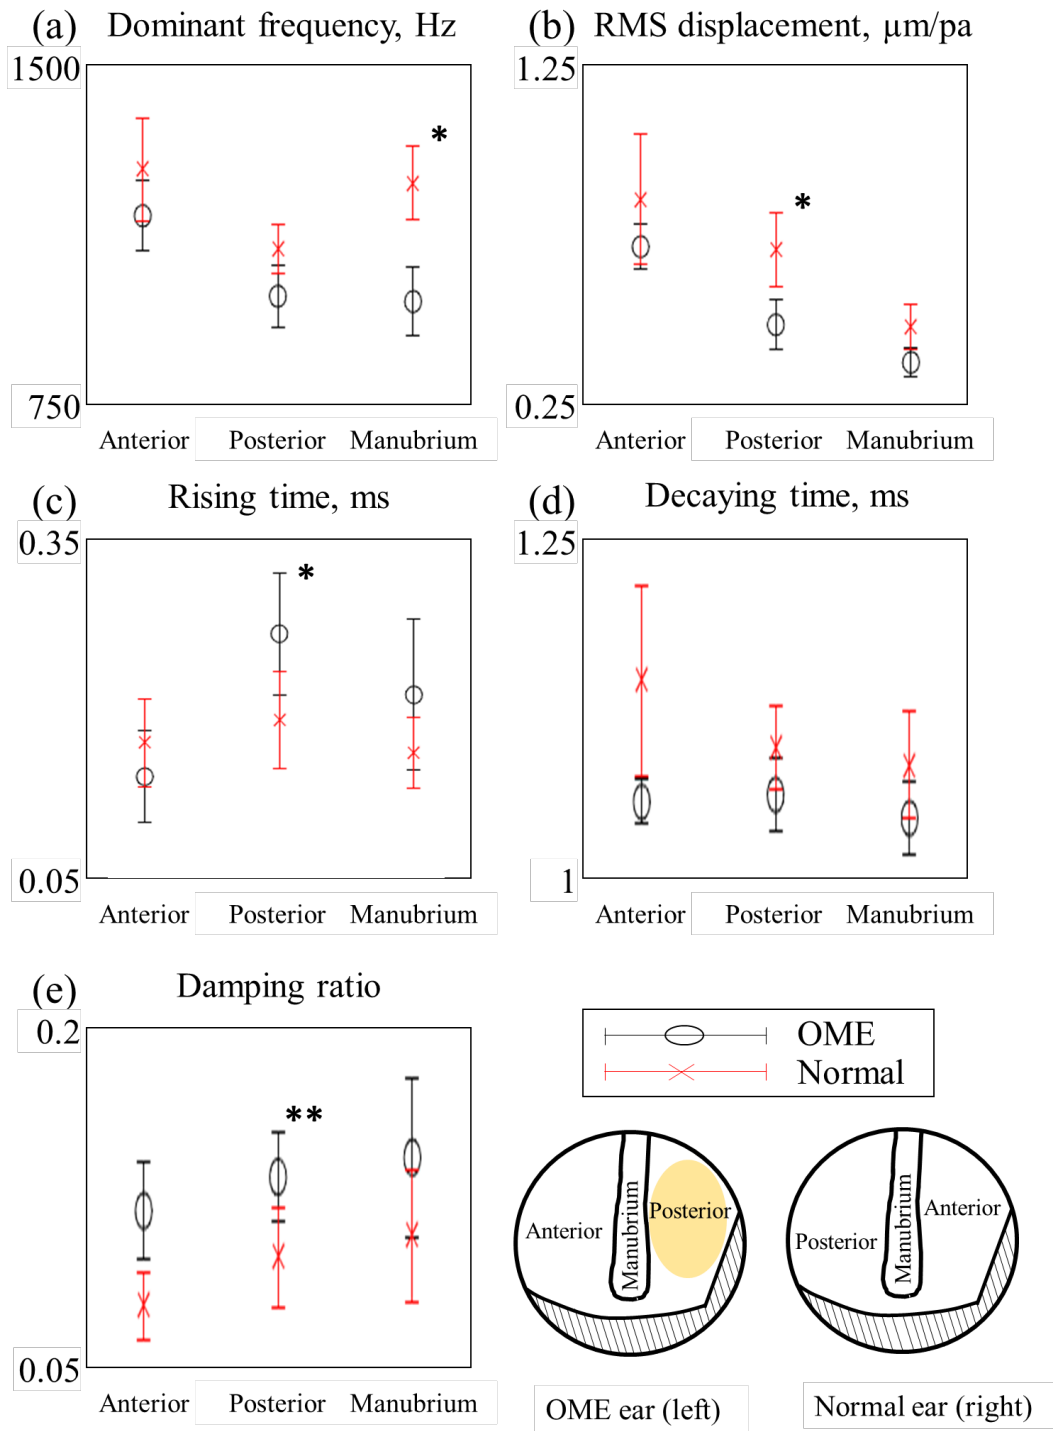 (a) Dominant frequency, Hz
1500
*
750
Anterior Posterior Manubrium
(b) RMS displacement, µm/pa
1.25
*
0.25
Anterior Posterior Manubrium
(c) Rising time, ms
0.35
*
0.05
Anterior Posterior Manubrium
(d) Decaying time, ms
1.25
1
Anterior Posterior Manubrium
(e) Damping ratio
0.2
**
0.05
Anterior Posterior Manubrium
OME
Normal
Anterior Manubrium Posterior
OME ear (left)
Posterior Manubrium Anterior
Normal ear (right)